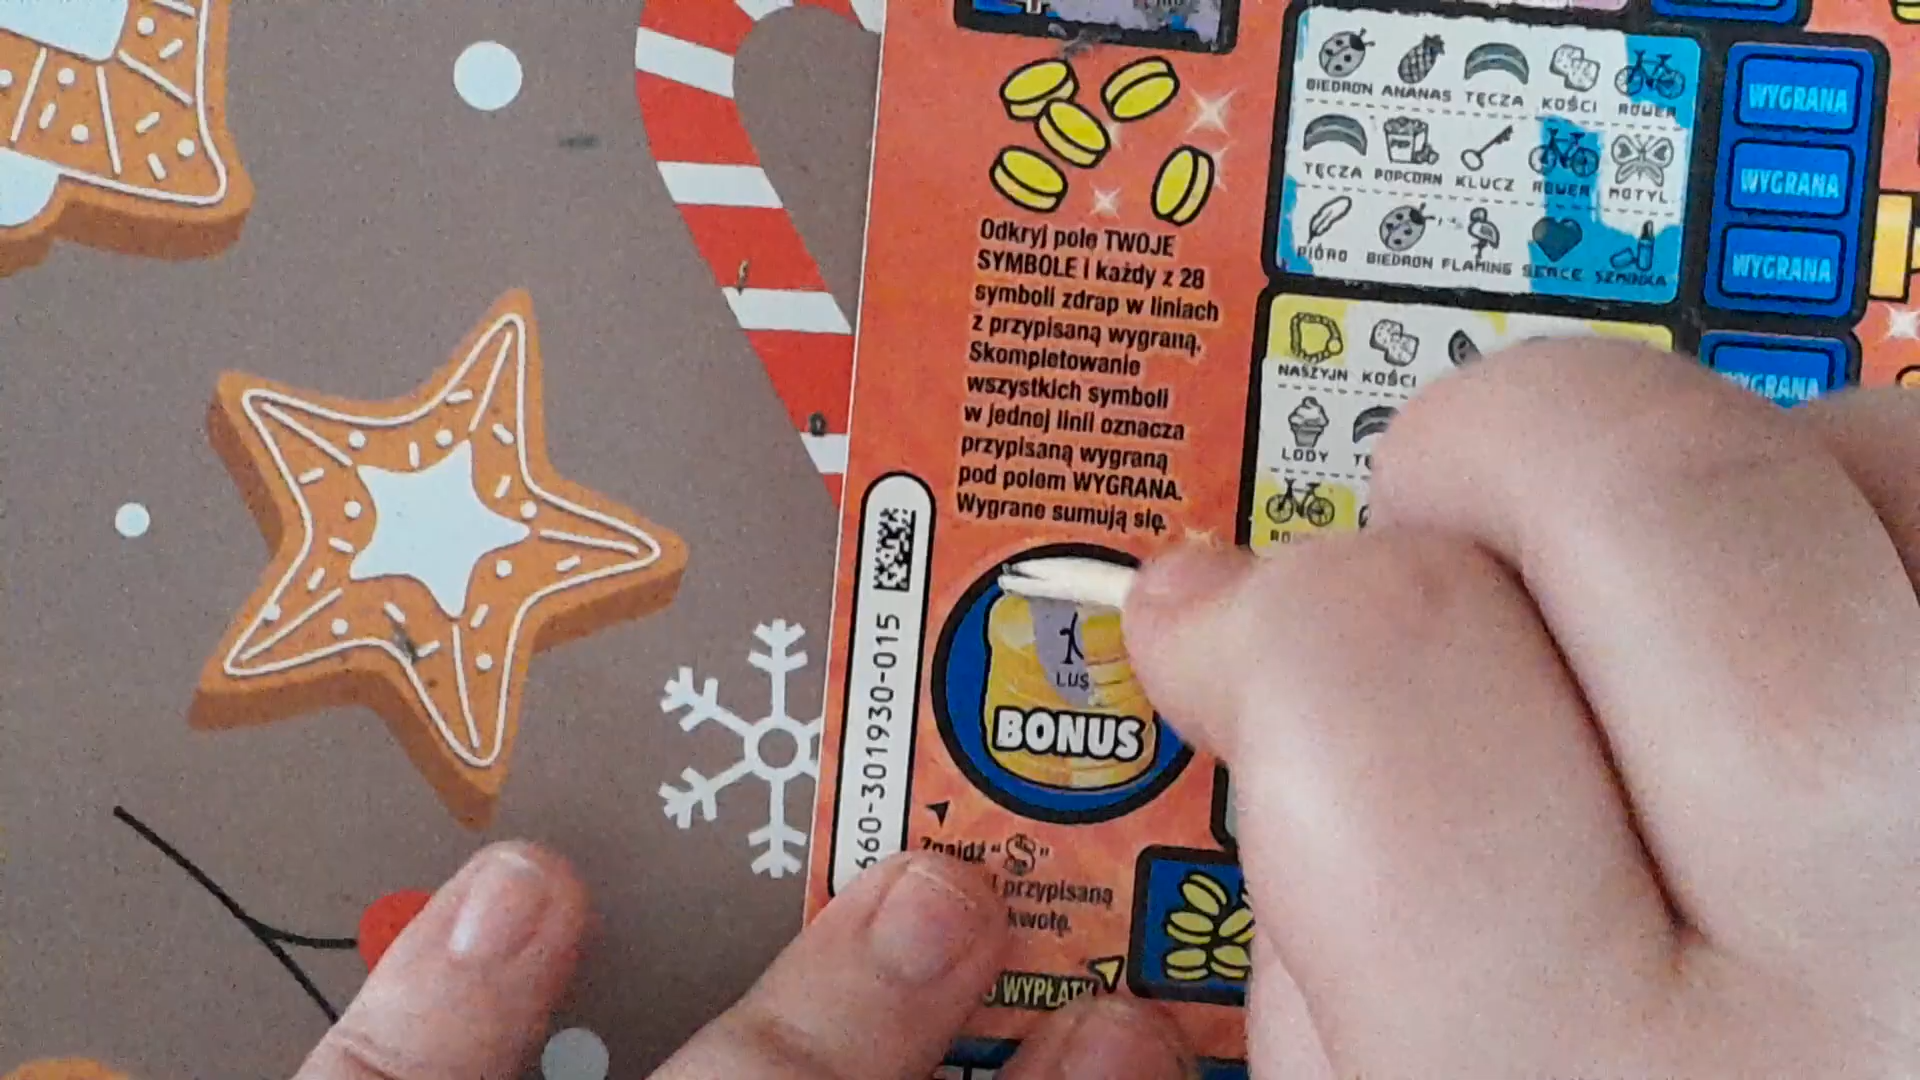 BIEDRON ANANAS TĘCZA KOŚCI ROWER
TĘCZA POPCORN KLUCZ ROWER MOTYL
PIÓRO BIEDRON FLAMING SERCE SZMINKA
WYGRANA
WYGRANA
WYGRANA
Odkryj pole TWOJE
SYMBOLE i każdy z 28
symboli zdrap w liniach
z przypisaną wygraną.
Skompletowanie
wszystkich symboli
w jednej linii oznacza
przypisaną wygraną
pod polem WYGRANA.
Wygrane sumują się.
NASZYJN KOŚCI
LODY
WYGRANA
660-301930-015
LUS
BONUS
Znajdź "$"
i przypisaną
kwotę.
WYPŁATY